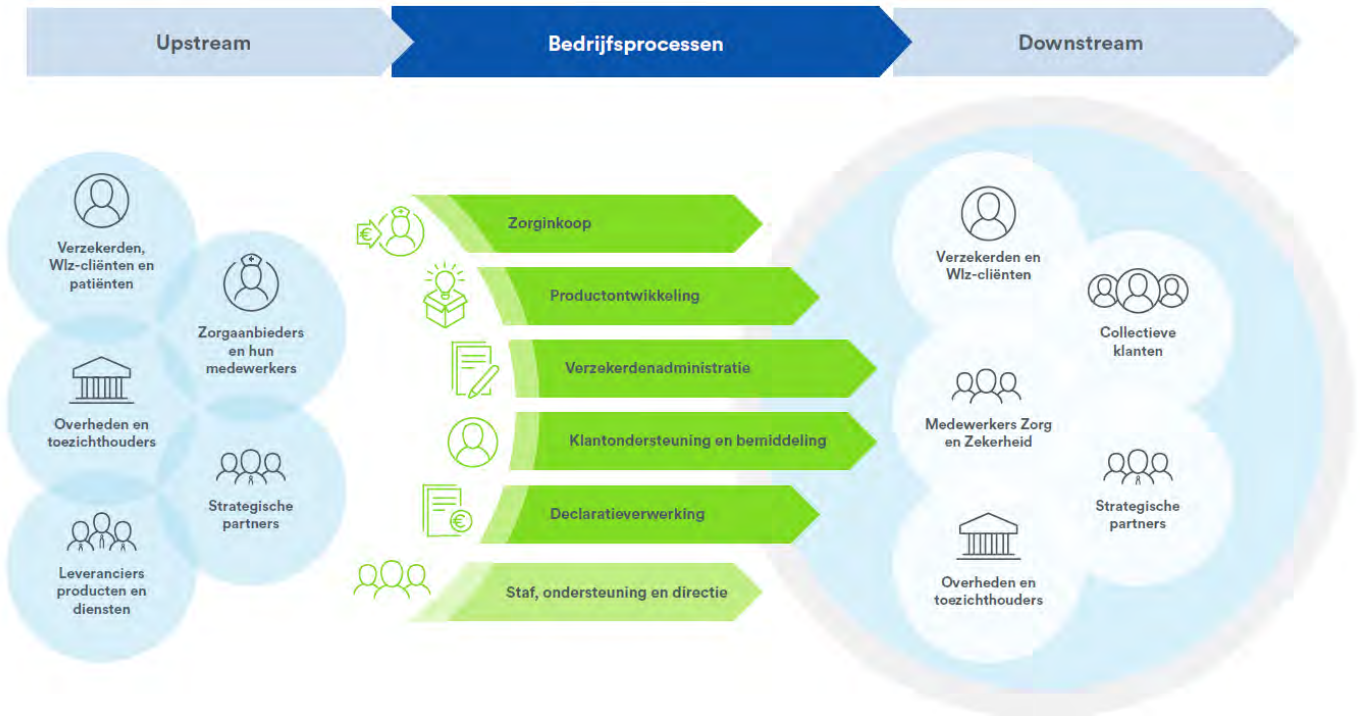 Upstream
Bedrijfsprocessen
Downstream
Verzekerden,
Wlz-cliënten en
patiënten
Zorgaanbieders
en hun
medewerkers
Overheden en
toezichthouders
Strategische
partners
Leveranciers
producten en
diensten
€
Zorginkoop
Productontwikkeling
Verzekerdenadministratie
Klantondersteuning en bemiddeling
€
Declaratieverwerking
Staf, ondersteuning en directie
Verzekerden en
Wlz-cliënten
Collectieve
klanten
Medewerkers Zorg
en Zekerheid
Strategische
partners
Overheden en
toezichthouders